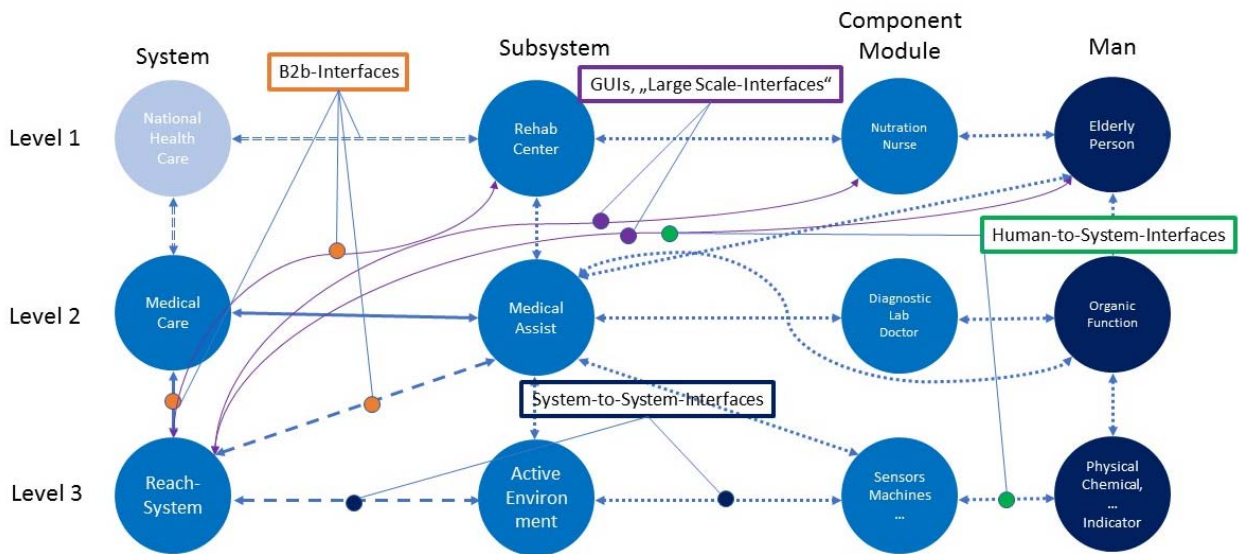 Component
Module
System
Subsystem
Man
B2b-Interfaces
GUIs, „Large Scale-Interfaces“
Level 1
National
Health
Care
Rehab
Center
Nutration
Nurse
Elderly
Person
Human-to-System-Interfaces
Level 2
Medical
Care
Medical
Assist
Diagnostic
Lab
Doctor
Organic
Function
System-to-System-Interfaces
Level 3
Reach-
System
Active
Environ
ment
Sensors
Machines
...
Physical
Chemical,
...
Indicator